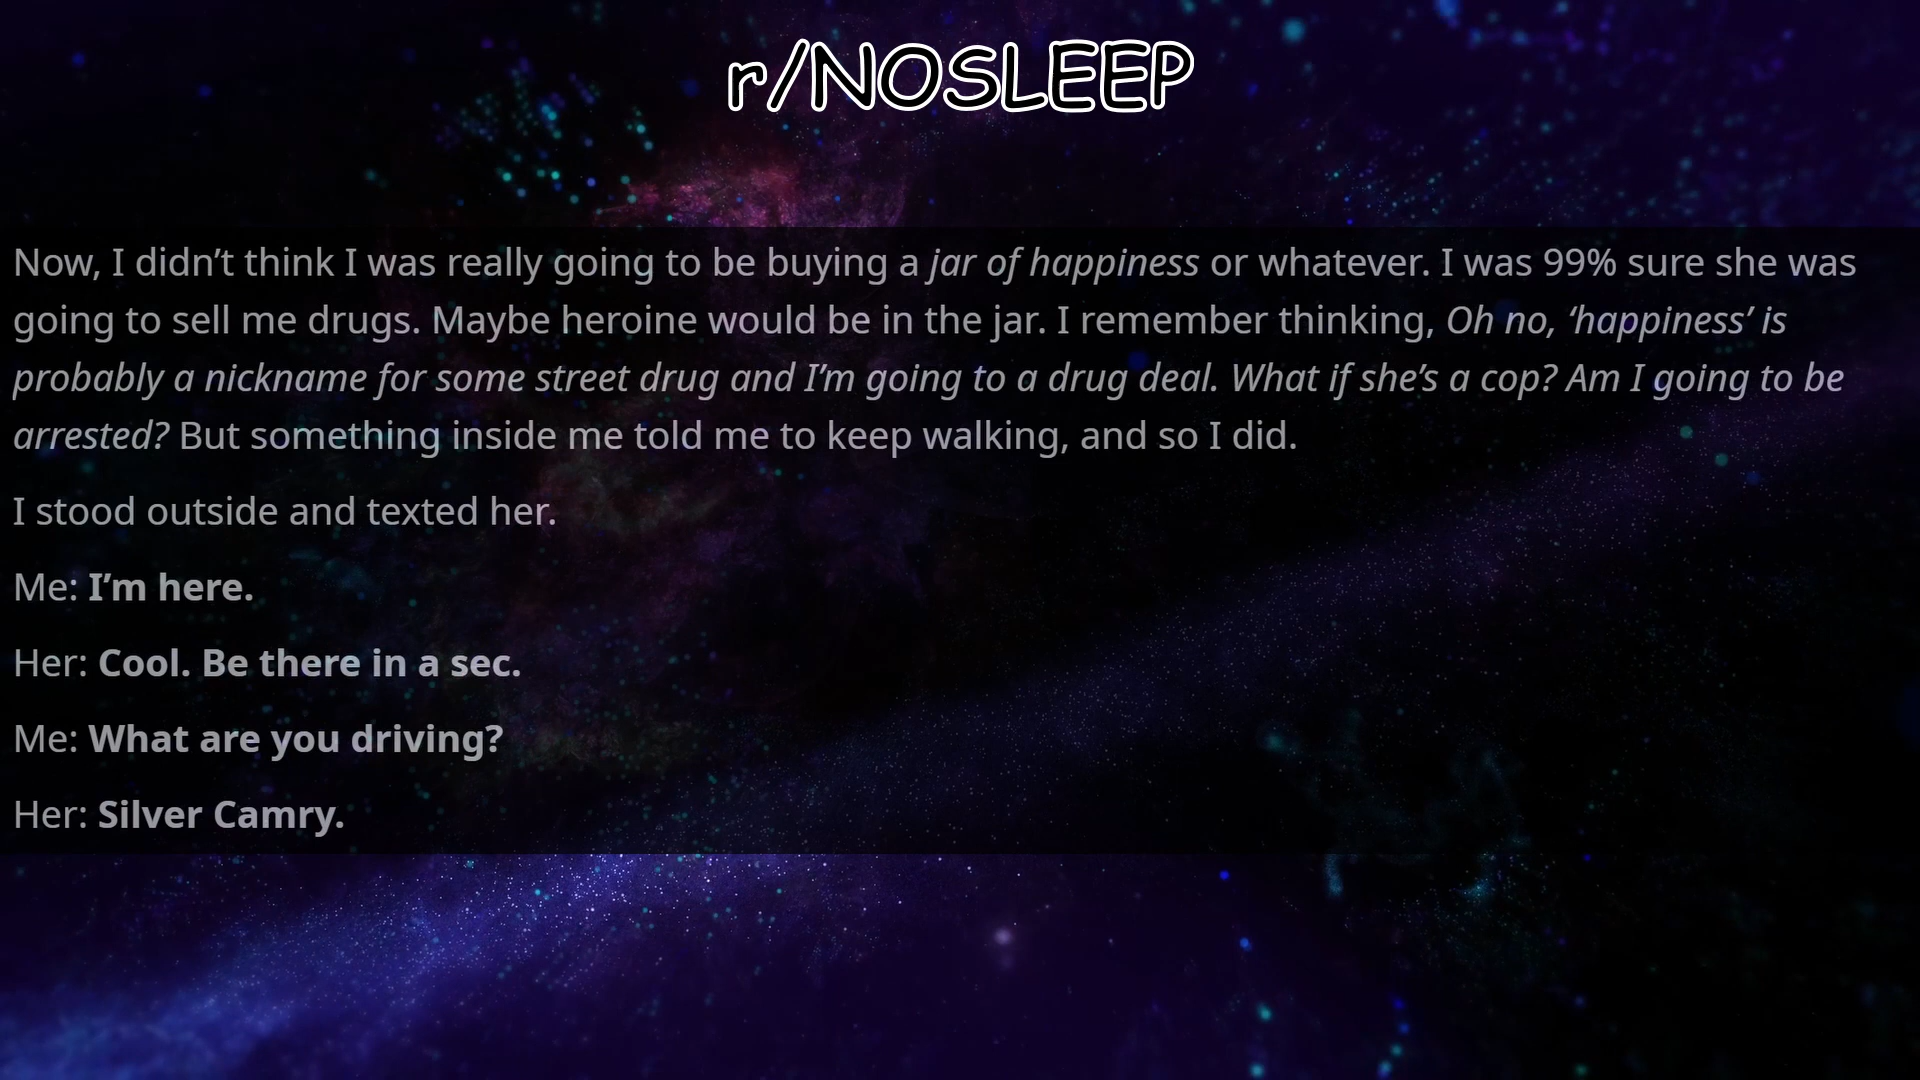 r/NOSLEEP
Now, I didn’t think I was really going to be buying a jar of happiness or whatever. I was 99% sure she was
going to sell me drugs. Maybe heroine would be in the jar. I remember thinking, Oh no, ‘happiness’ is
probably a nickname for some street drug and I’m going to a drug deal. What if she’s a cop? Am I going to be
arrested? But something inside me told me to keep walking, and so I did.
I stood outside and texted her.
Me: I’m here.
Her: Cool. Be there in a sec.
Me: What are you driving?
Her: Silver Camry.